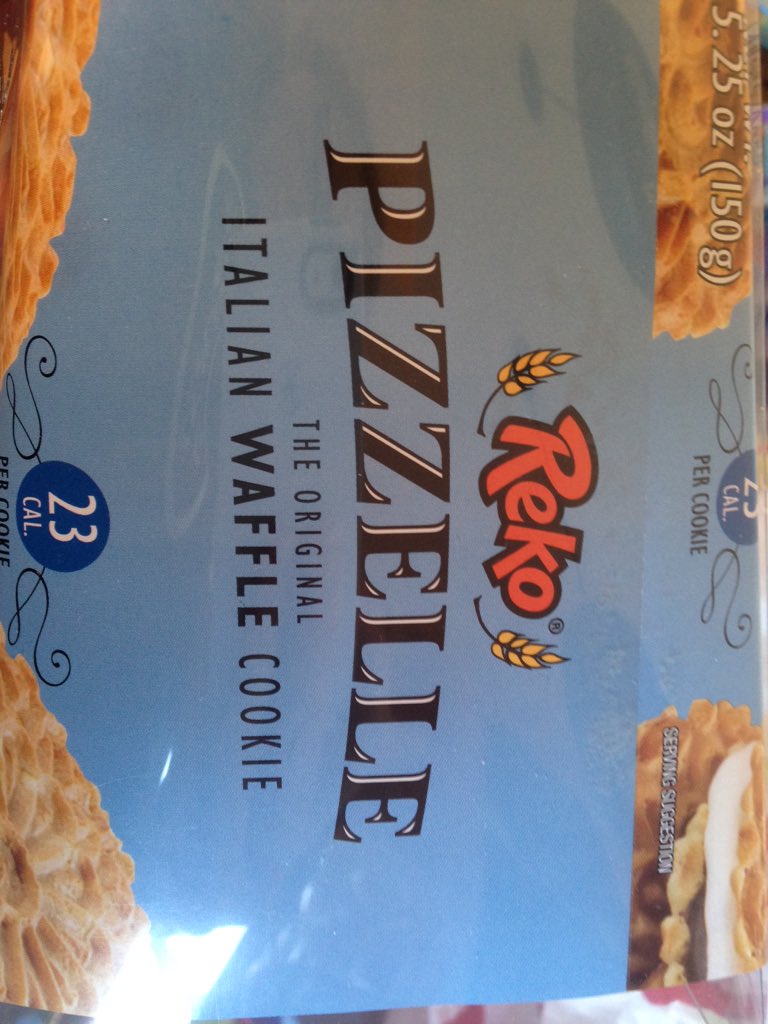 5.25 oz (150g)
CAL.
PER COOKIE
SERVING SUGGESTION
Reko®
PIZZELLE
THE ORIGINAL
ITALIAN WAFFLE COOKIE
23
CAL.
PER COOKIE